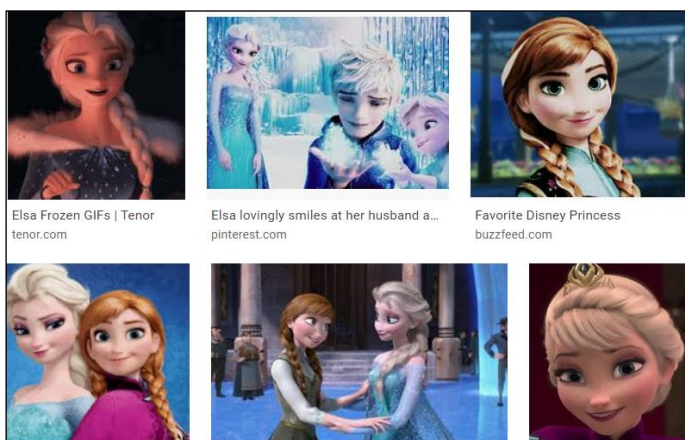 Elsa Frozen GIFs | Tenor
tenor.com
Elsa lovingly smiles at her husband a...
pinterest.com
Favorite Disney Princess
buzzfeed.com